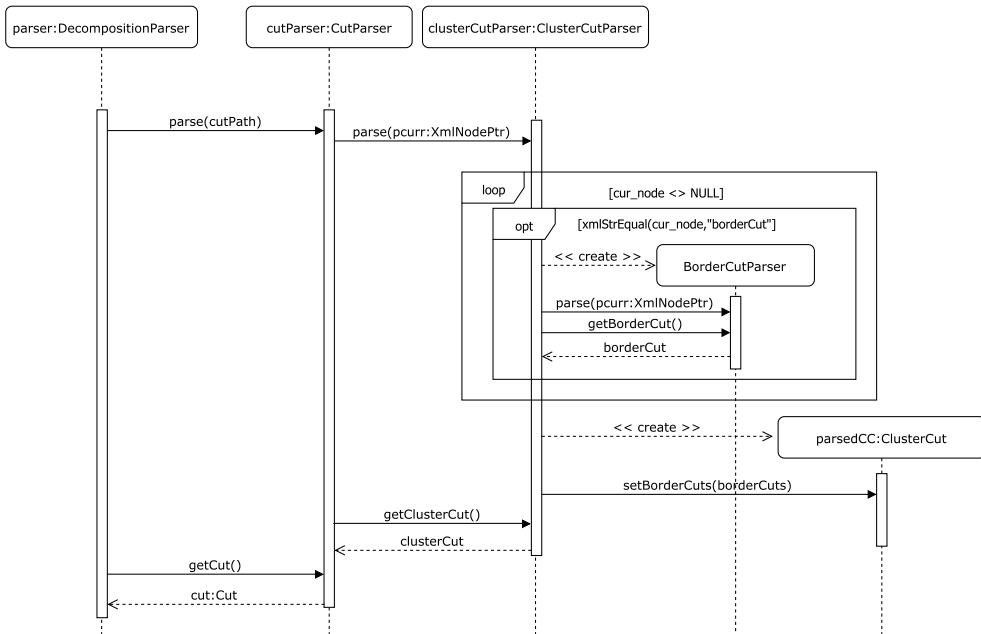 parser:DecompositionParser
cutParser:CutParser
clusterCutParser:ClusterCutParser
parse(cutPath)
parse(pcurr:XmlNodePtr)
loop
[cur_node <> NULL]
opt
[xmlStrEqual(cur_node,"borderCut"]
<< create >>
BorderCutParser
parse(pcurr:XmlNodePtr)
getBorderCut()
borderCut
<< create >>
parsedCC:ClusterCut
setBorderCuts(borderCuts)
getClusterCut()
clusterCut
getCut()
cut:Cut